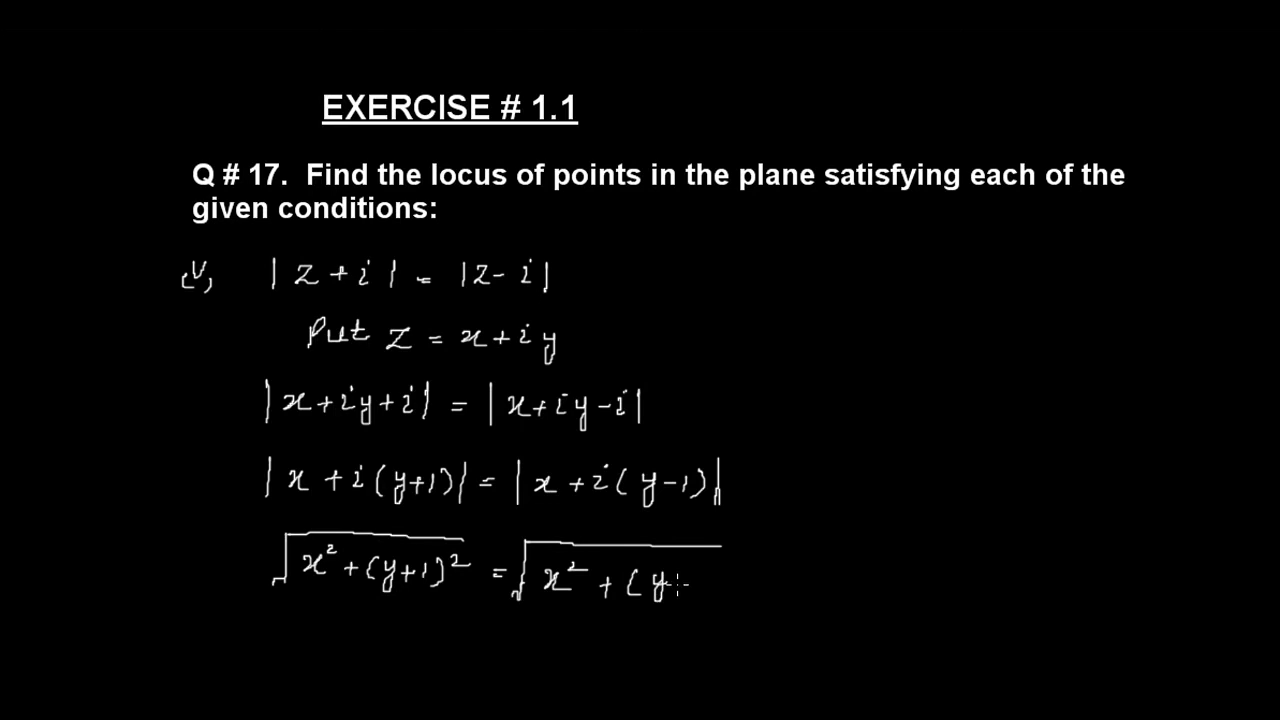 EXERCISE # 1.1
Q # 17. Find the locus of points in the plane satisfying each of the
given conditions:
(V) |z+i| = |z-i|
Put z = x+iy
|x+iy+i| = |x+iy-i|
|x+i(y+1)| = |x+i(y-1)|
√x²+(y+1)² = √x²+(y-